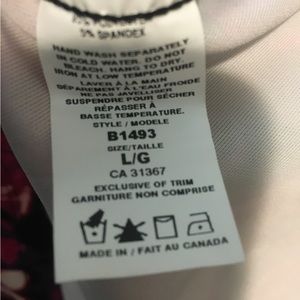 5% SPANDEX
HAND WASH SEPARATELY
IN COLD WATER. DO NOT
BLEACH. HANG TO DRY.
IRON AT LOW TEMPERATURE
LAVER À LA MAIN
SÉPARÉMENT À L'EAU FROIDE
NE PAS JAVELLISER
SUSPENDRE POUR SÉCHER
REPASSER À
BASSE TEMPERATURE.
STYLE / MODÈLE
B1493
SIZE/TAILLE
L/G
CA 31367
EXCLUSIVE OF TRIM
GARNITURE NON COMPRISE
MADE IN / FAIT AU CANADA